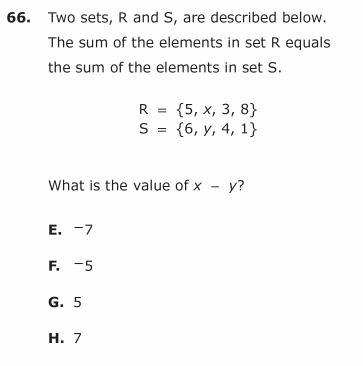 66. Two sets, R and S, are described below.
The sum of the elements in set R equals
the sum of the elements in set S.
R = {5, x, 3, 8}
S = {6, y, 4, 1}
What is the value of x – y?
E. ⁻7
F. ⁻5
G. 5
H. 7